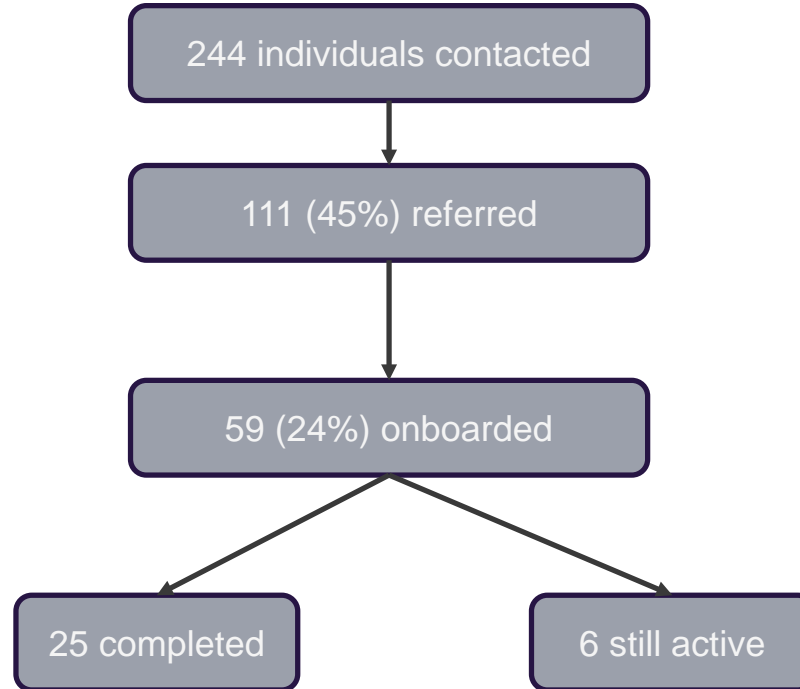 244 individuals contacted
111 (45%) referred
59 (24%) onboarded
25 completed
6 still active